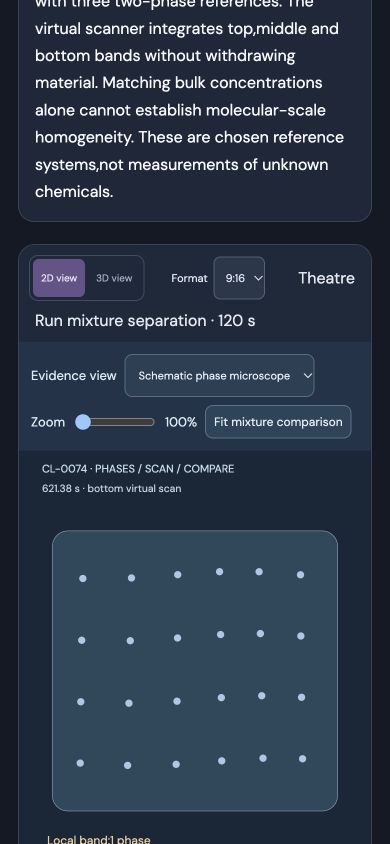 with three two-phase references. The
virtual scanner integrates top,middle and
bottom bands without withdrawing
material. Matching bulk concentrations
alone cannot establish molecular-scale
homogeneity. These are chosen reference
systems,not measurements of unknown
chemicals.
2D view 3D view Format 9:16 Theatre
Run mixture separation · 120 s
Evidence view Schematic phase microscope
Zoom 100% Fit mixture comparison
CL-0074 · PHASES / SCAN / COMPARE
621.38 s · bottom virtual scan
Local band:1 phase